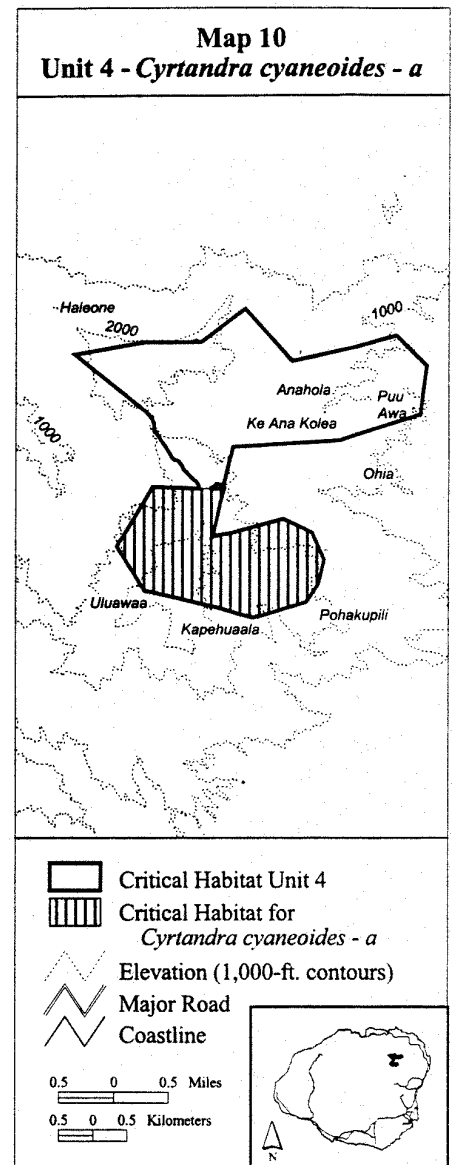 Map 10
Unit 4 - Cyrtandra cyaneoides - a
Haleone
2000
1000
Anahola
Puu
Awa
Ke Ana Kolea
1000
Ohia
Uluawaa
Kapehuaala
Pohakupili
Critical Habitat Unit 4
Critical Habitat for
Cyrtandra cyaneoides - a
Elevation (1,000-ft. contours)
Major Road
Coastline
0.5 0 0.5 Miles
0.5 0 0.5 Kilometers
N